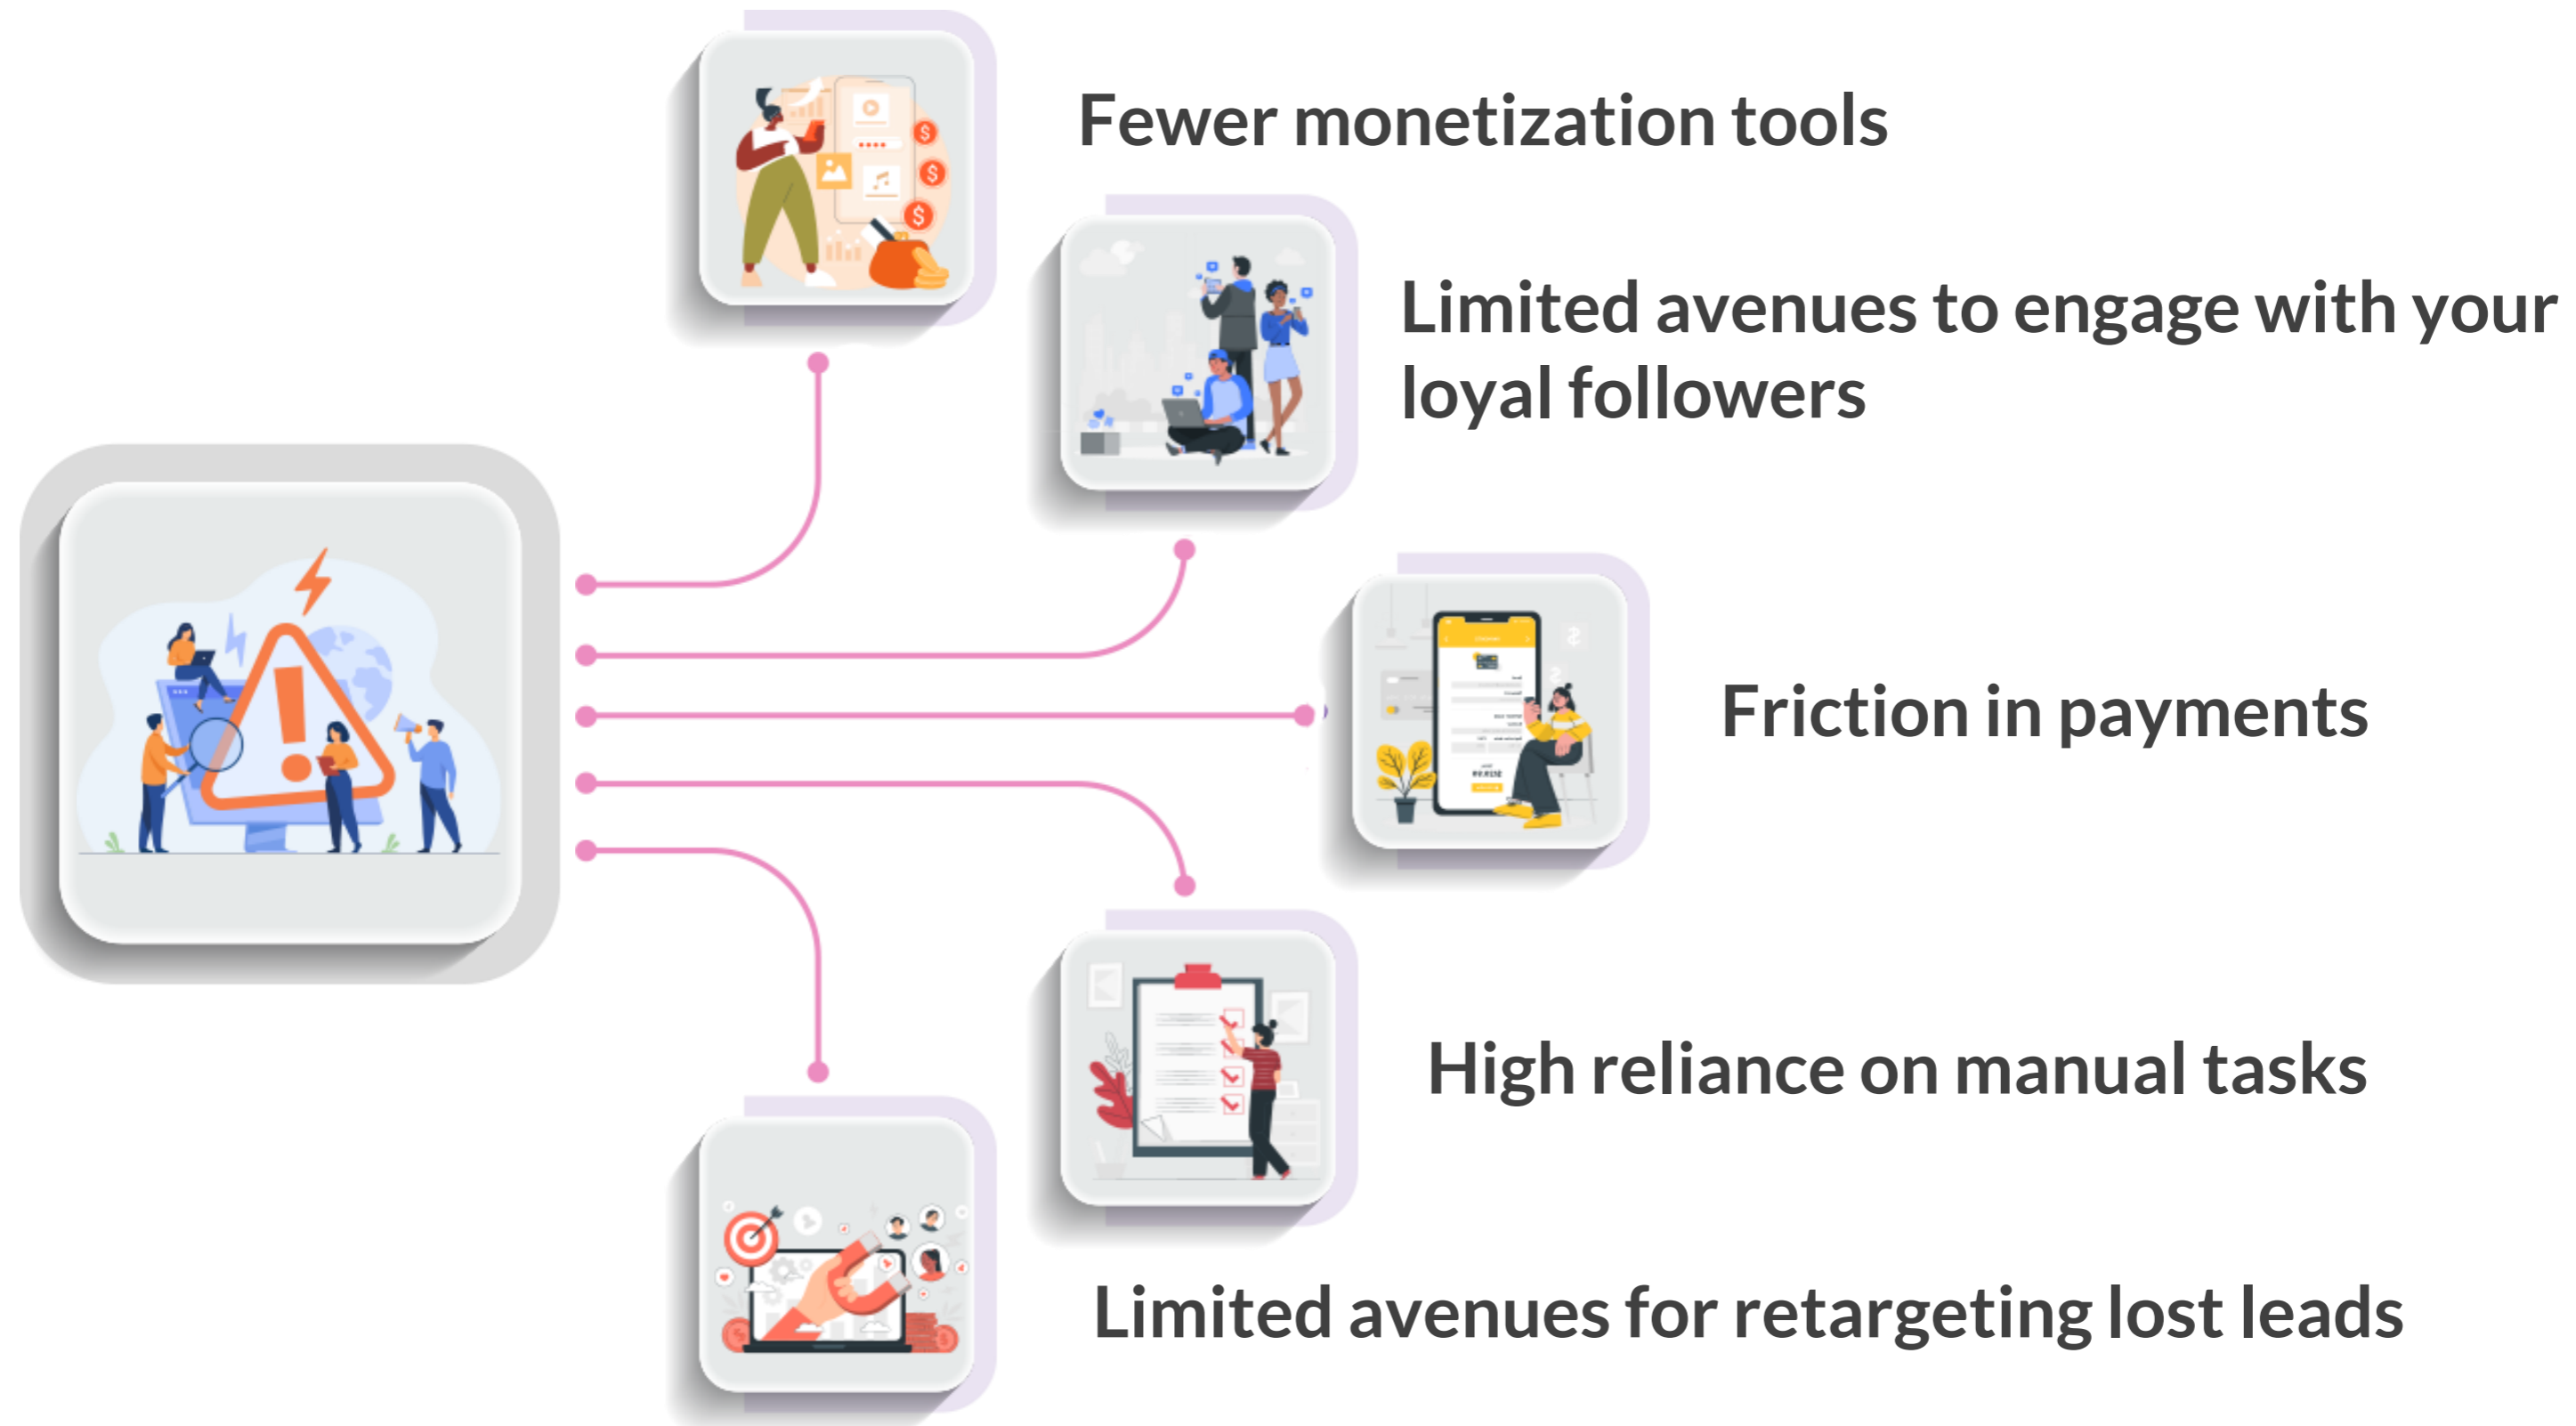 Fewer monetization tools
Limited avenues to engage with your
loyal followers
Friction in payments
High reliance on manual tasks
Limited avenues for retargeting lost leads